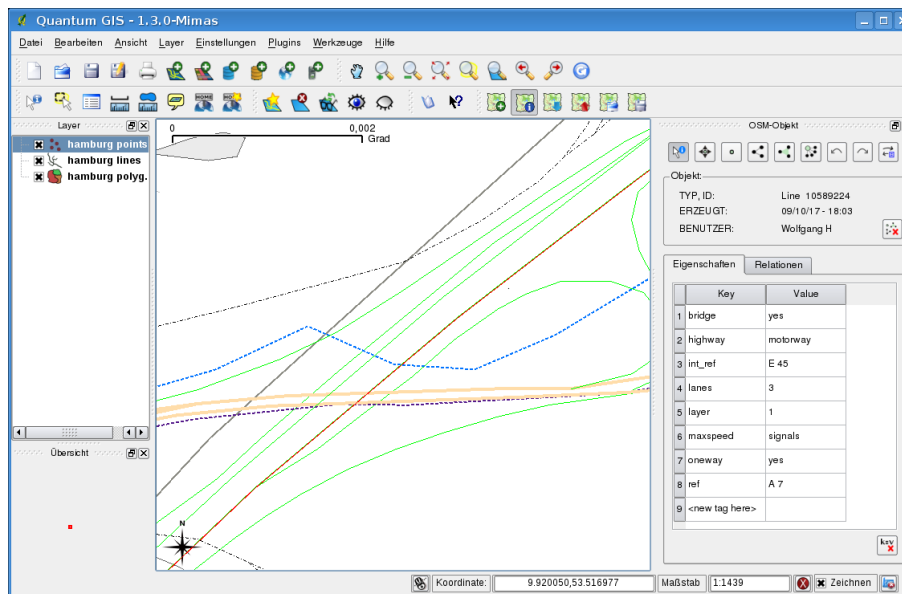 Quantum GIS - 1.3.0-Mimas
Datei Bearbeiten Ansicht Layer Einstellungen Plugins Werkzeuge Hilfe
Layer
hamburg points
hamburg lines
hamburg polyg.
Übersicht
0 0,002
Grad
N
OSM-Objekt
Objekt:
TYP, ID: Line 10589224
ERZEUGT: 09/10/17 - 18:03
BENUTZER: Wolfgang H
Eigenschaften Relationen
Key Value
1 bridge yes
2 highway motorway
3 int_ref E 45
4 lanes 3
5 layer 1
6 maxspeed signals
7 oneway yes
8 ref A 7
9 <new tag here>
Koordinate: 9.920050,53.516977 Maßstab 1:1439 Zeichnen